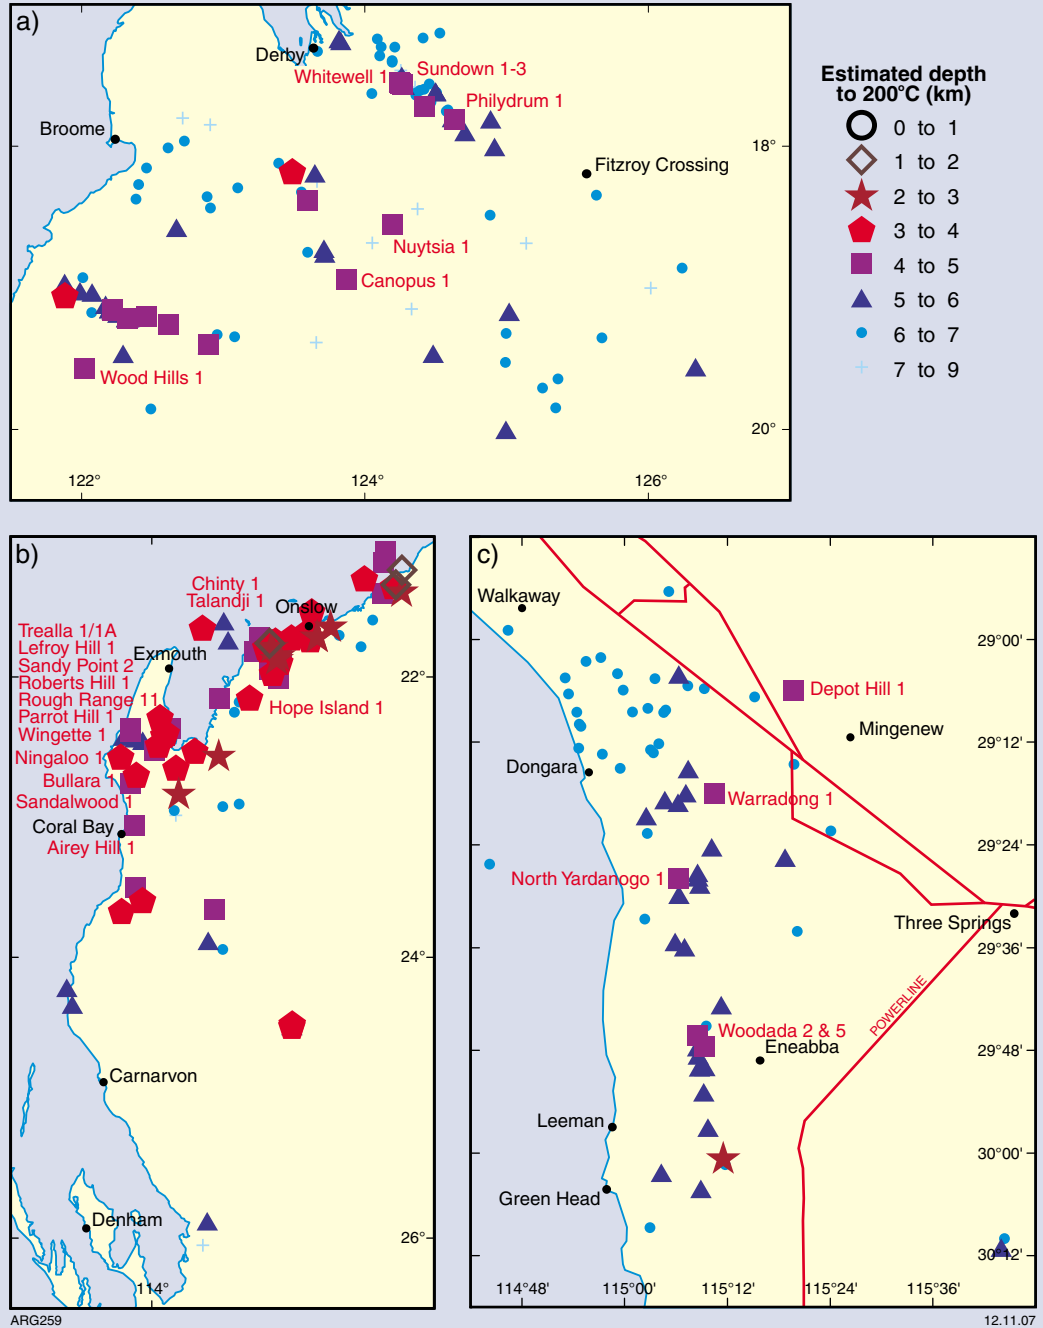 a)
Derby
Whitewell 1
Sundown 1-3
Philydrum 1
Broome
18°
Fitzroy Crossing
Nuytsia 1
Canopus 1
Wood Hills 1
20°
122°
124°
126°
Estimated depth
to 200°C (km)
0 to 1
1 to 2
2 to 3
3 to 4
4 to 5
5 to 6
6 to 7
7 to 9
b)
Chinty 1
Talandji 1
Onslow
Trealla 1/1A
Lefroy Hill 1
Exmouth
Sandy Point 2
Roberts Hill 1
22°
Rough Range 11
Hope Island 1
Parrot Hill 1
Wingette 1
Ningaloo 1
Bullara 1
Sandalwood 1
Coral Bay
Airey Hill 1
24°
Carnarvon
Denham
26°
114°
c)
Walkaway
29°00'
Depot Hill 1
Mingenew
29°12'
Dongara
Warradong 1
29°24'
North Yardanogo 1
Three Springs
29°36'
POWERLINE
Woodada 2 & 5
Eneabba
29°48'
Leeman
30°00'
Green Head
30°12'
114°48'
115°00'
115°12'
115°24'
115°36'
ARG259
12.11.07